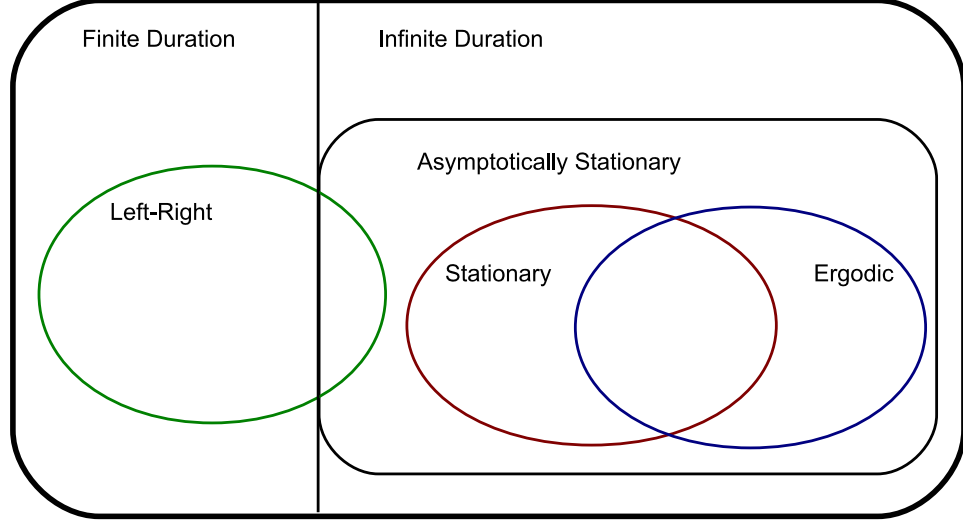 Finite Duration
Infinite Duration
Asymptotically Stationary
Left-Right
Stationary
Ergodic